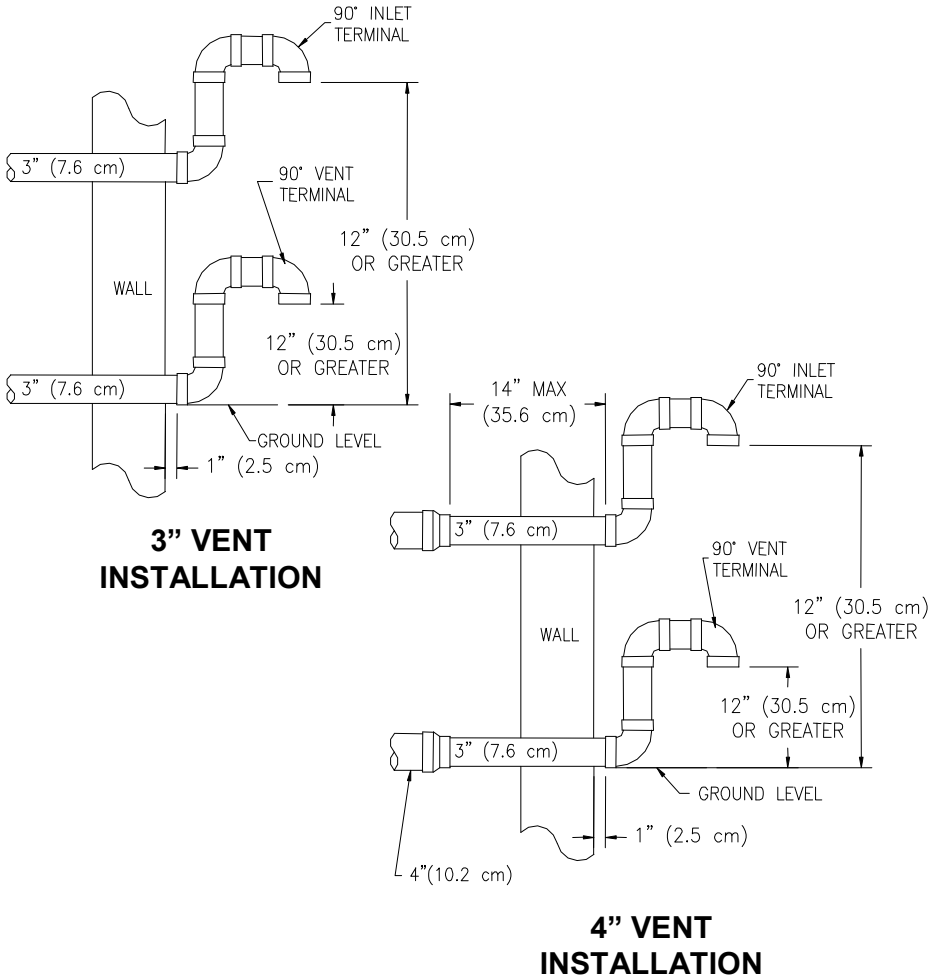 90° INLET
TERMINAL
3” (7.6 cm)
90° VENT
TERMINAL
12” (30.5 cm)
OR GREATER
WALL
12” (30.5 cm)
OR GREATER
3” (7.6 cm)
GROUND LEVEL
1” (2.5 cm)
3” VENT
INSTALLATION
14” MAX
(35.6 cm)
90° INLET
TERMINAL
3” (7.6 cm)
90° VENT
TERMINAL
12” (30.5 cm)
OR GREATER
WALL
12” (30.5 cm)
OR GREATER
3” (7.6 cm)
GROUND LEVEL
1” (2.5 cm)
4”(10.2 cm)
4” VENT
INSTALLATION